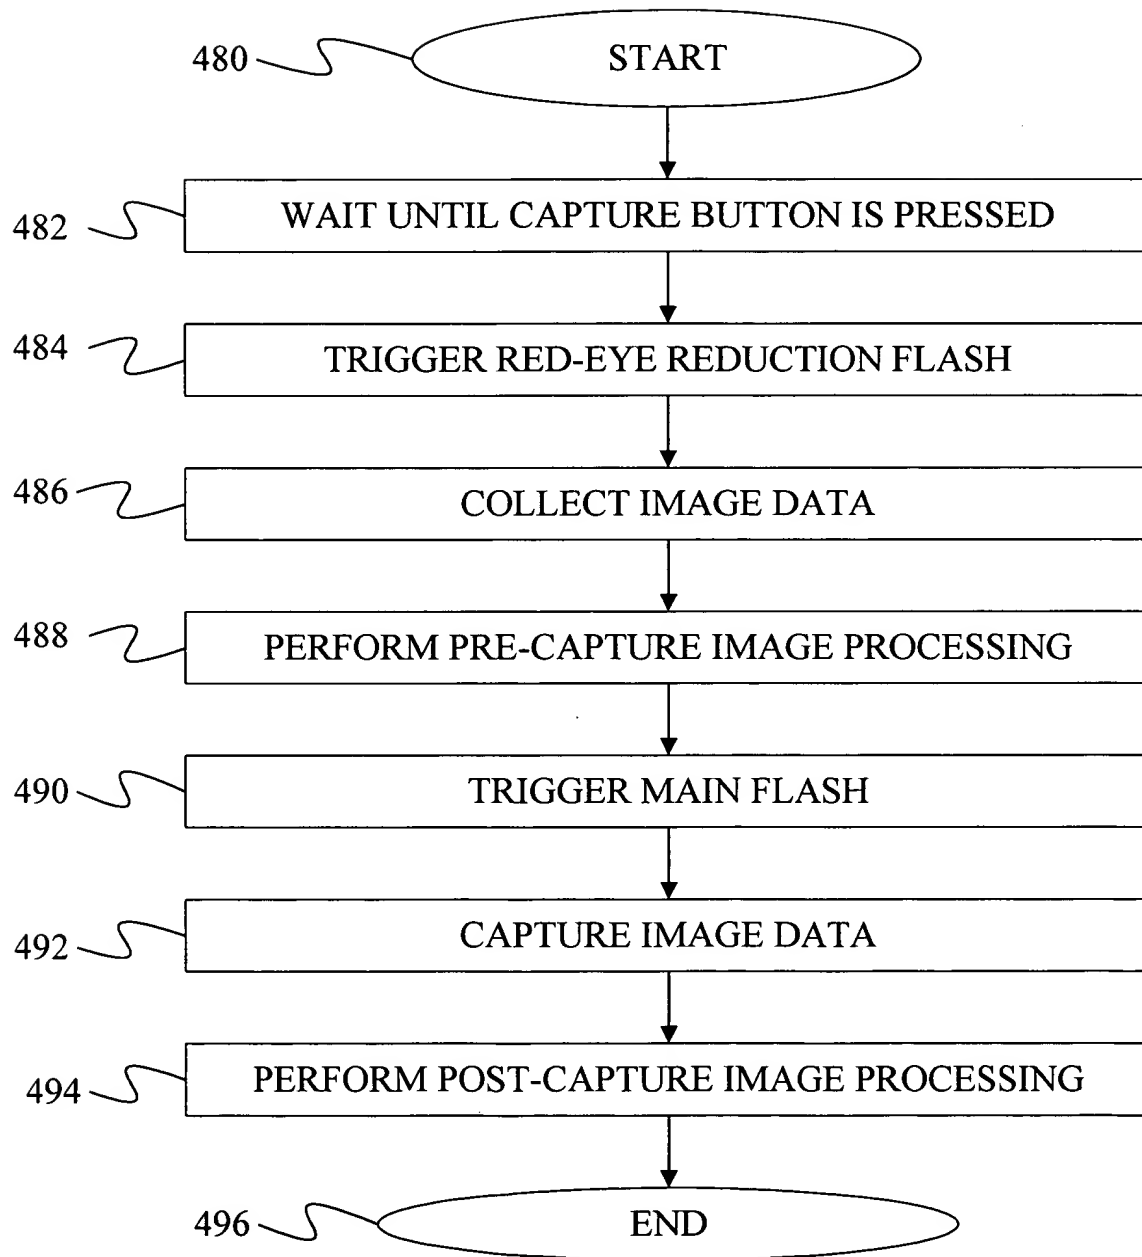 480 START
482 WAIT UNTIL CAPTURE BUTTON IS PRESSED
484 TRIGGER RED-EYE REDUCTION FLASH
486 COLLECT IMAGE DATA
488 PERFORM PRE-CAPTURE IMAGE PROCESSING
490 TRIGGER MAIN FLASH
492 CAPTURE IMAGE DATA
494 PERFORM POST-CAPTURE IMAGE PROCESSING
496 END